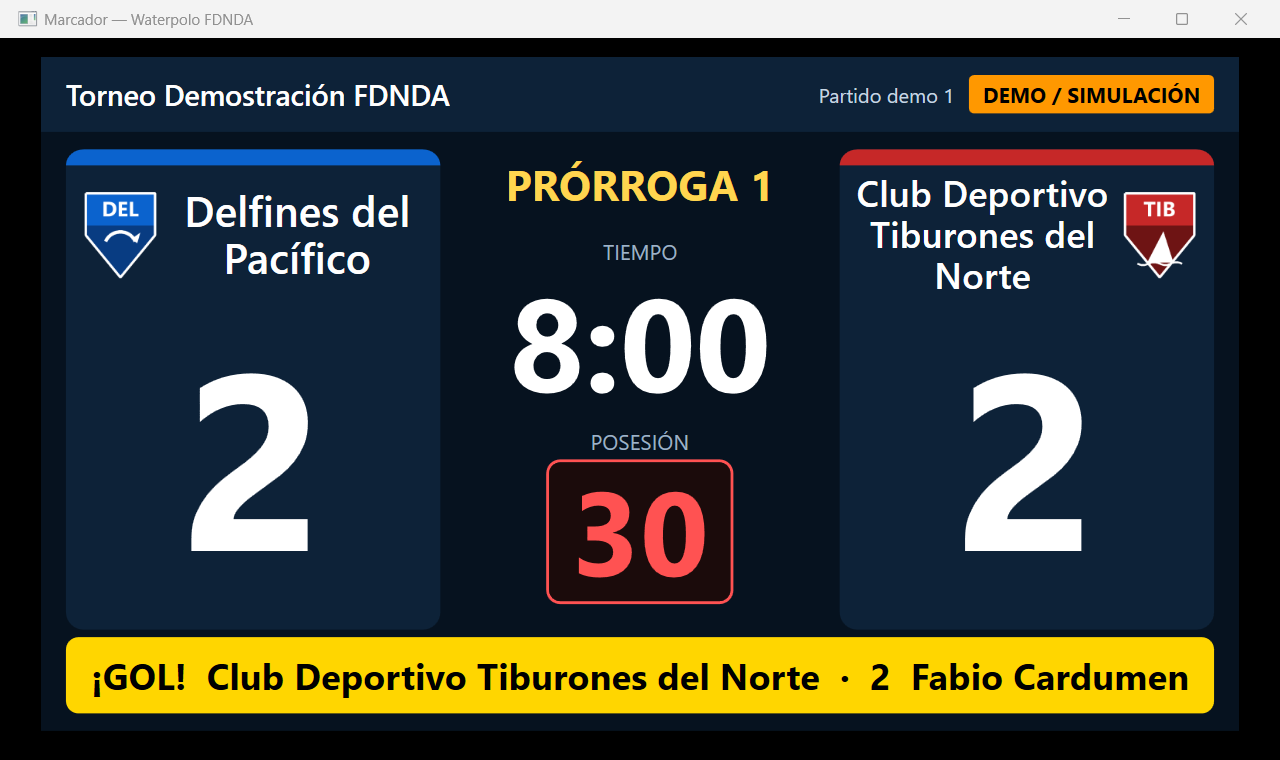 Marcador — Waterpolo FDNDA
Torneo Demostración FDNDA
Partido demo 1
DEMO / SIMULACIÓN
DEL
Delfines del
Pacífico
2
PRÓRROGA 1
TIEMPO
8:00
POSESIÓN
30
Club Deportivo
Tiburones del
Norte
TIB
2
¡GOL! Club Deportivo Tiburones del Norte · 2 Fabio Cardumen